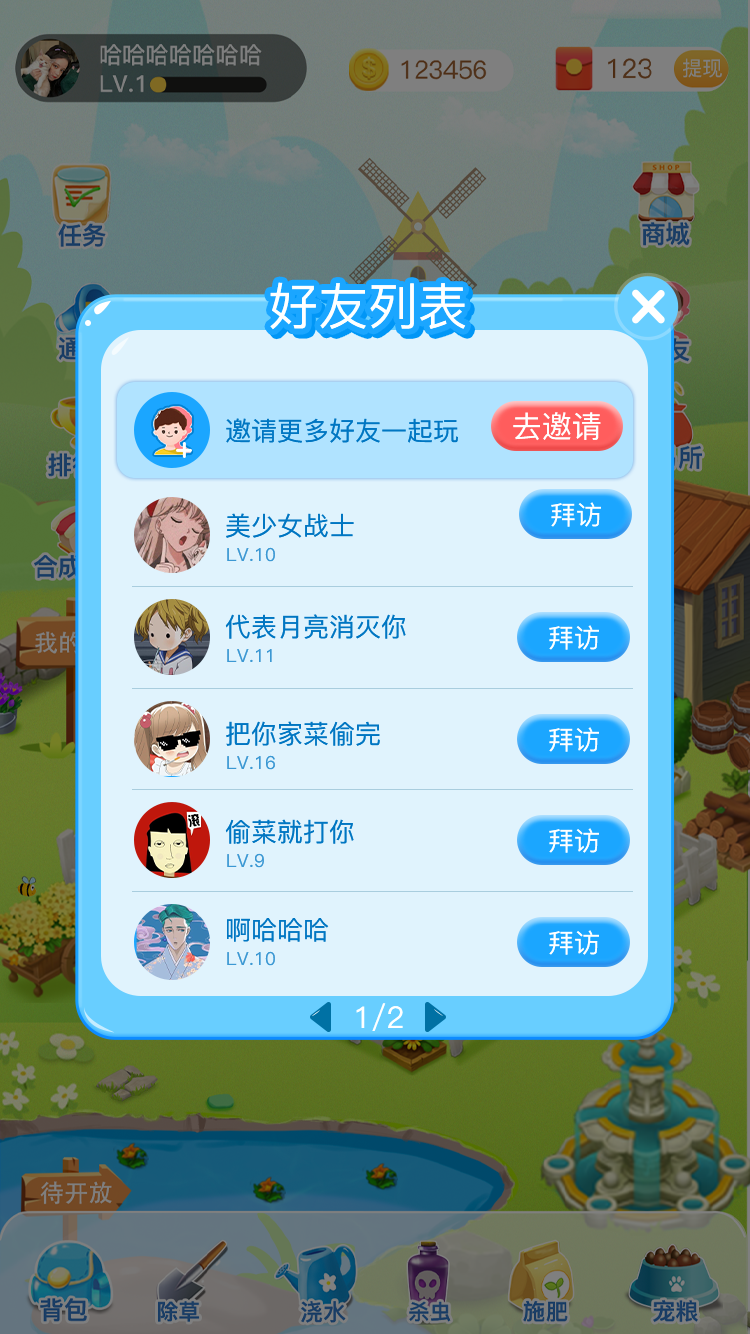 哈哈哈哈哈哈哈
LV.1
123456
123
提现
SHOP
任务
商城
好友列表
邀请更多好友一起玩
去邀请
美少女战士
LV.10
拜访
代表月亮消灭你
LV.11
拜访
把你家菜偷完
LV.16
拜访
滚
偷菜就打你
LV.9
拜访
啊哈哈哈
LV.10
拜访
1/2
通
友
排
所
合成
我的
待开放
背包
除草
浇水
杀虫
施肥
宠粮